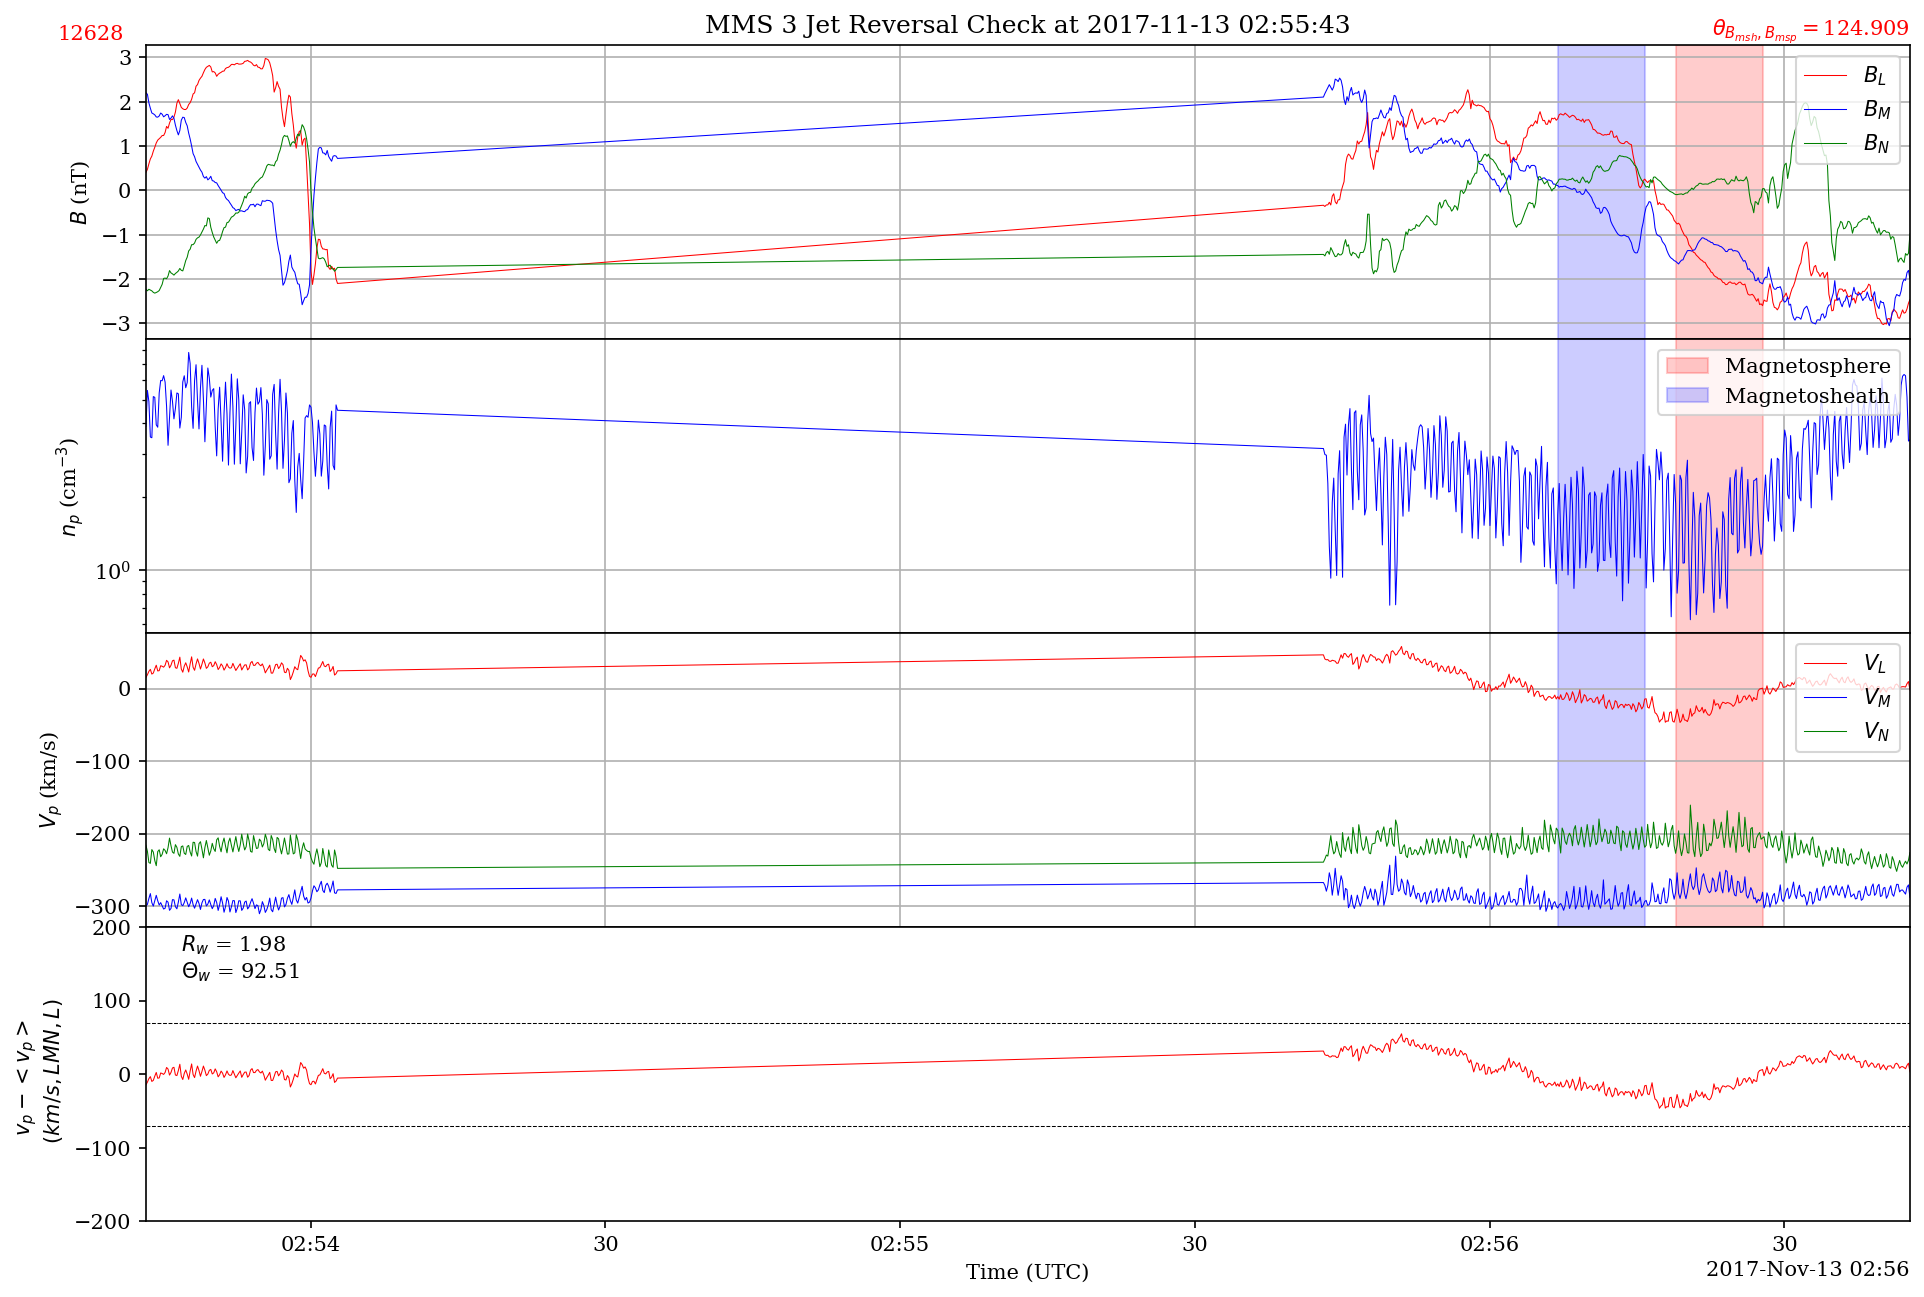 MMS 3 Jet Reversal Check at 2017-11-13 02:55:43
12628
θ_{B_{msh}, B_{msp}} = 124.909
B (nT)
3
2
1
0
−1
−2
−3
B_L
B_M
B_N
n_p (cm^{−3})
10^0
Magnetosphere
Magnetosheath
V_p (km/s)
0
−100
−200
−300
V_L
V_M
V_N
v_p − < v_p >
(km/s, LMN, L)
200
100
0
−100
−200
R_w = 1.98
Θ_w = 92.51
02:54
30
02:55
30
02:56
30
Time (UTC)
2017-Nov-13 02:56